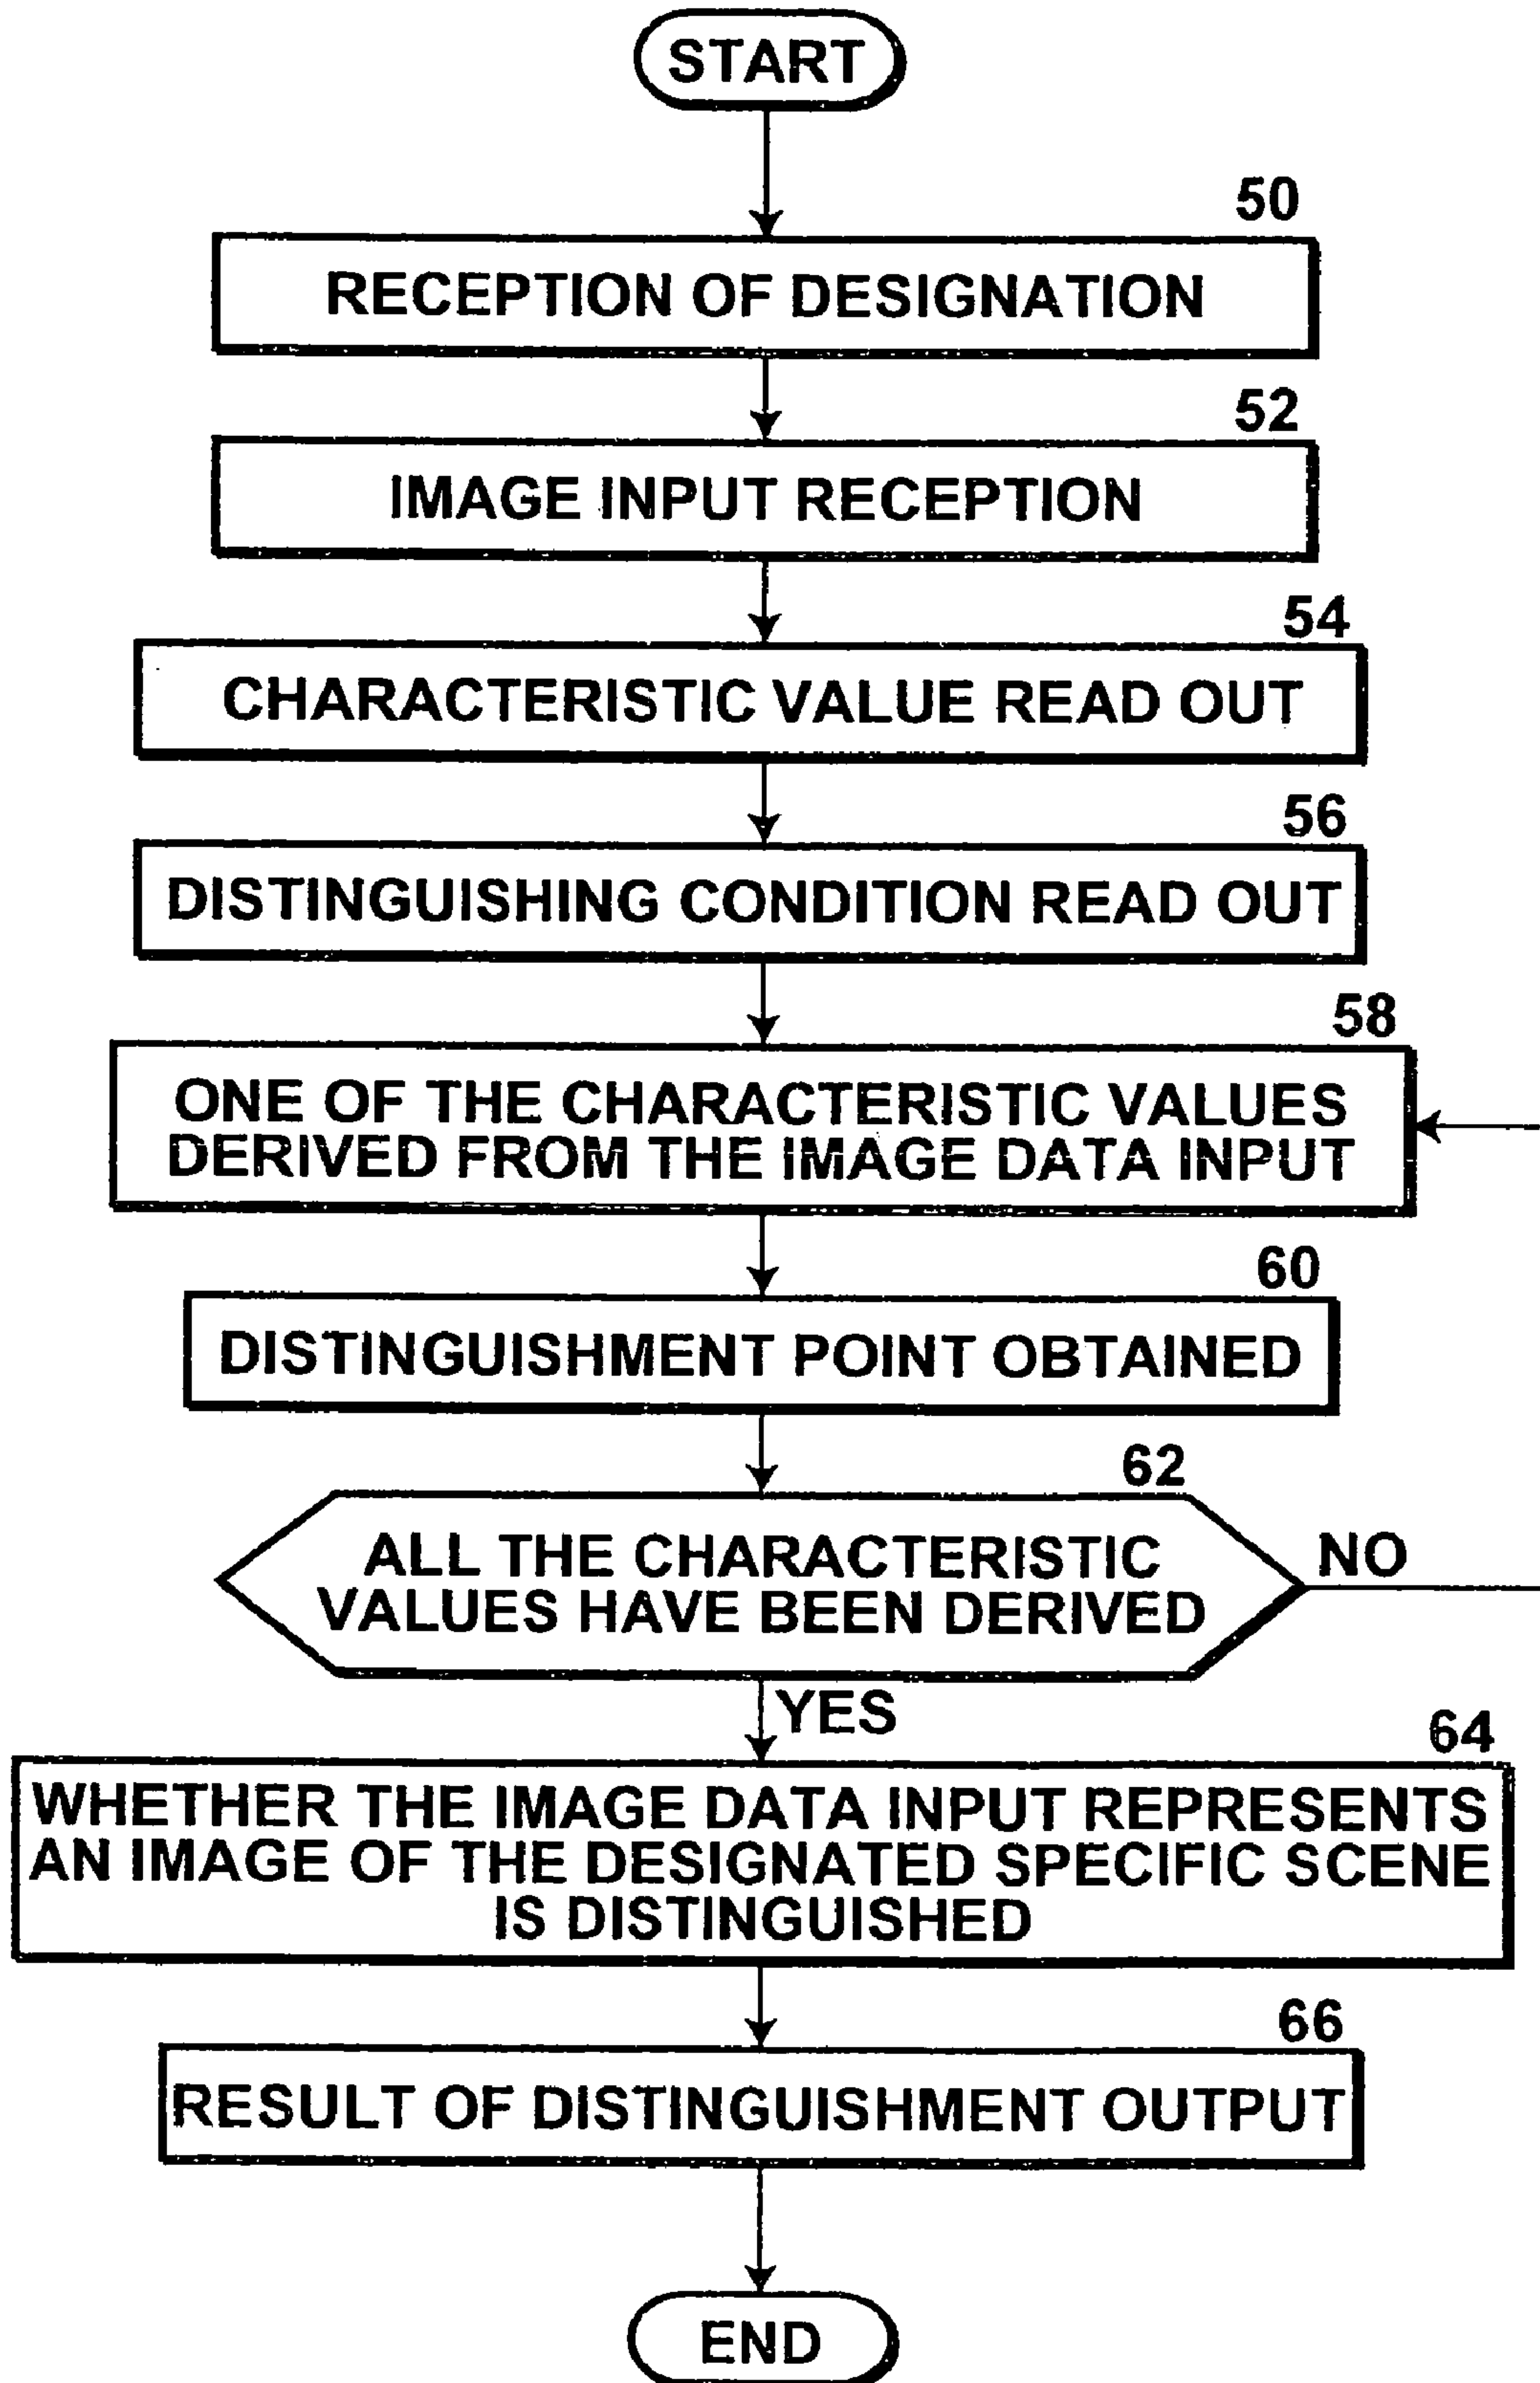 START
50
RECEPTION OF DESIGNATION
52
IMAGE INPUT RECEPTION
54
CHARACTERISTIC VALUE READ OUT
56
DISTINGUISHING CONDITION READ OUT
58
ONE OF THE CHARACTERISTIC VALUES
DERIVED FROM THE IMAGE DATA INPUT
60
DISTINGUISHMENT POINT OBTAINED
62
ALL THE CHARACTERISTIC
VALUES HAVE BEEN DERIVED
NO
YES
64
WHETHER THE IMAGE DATA INPUT REPRESENTS
AN IMAGE OF THE DESIGNATED SPECIFIC SCENE
IS DISTINGUISHED
66
RESULT OF DISTINGUISHMENT OUTPUT
END